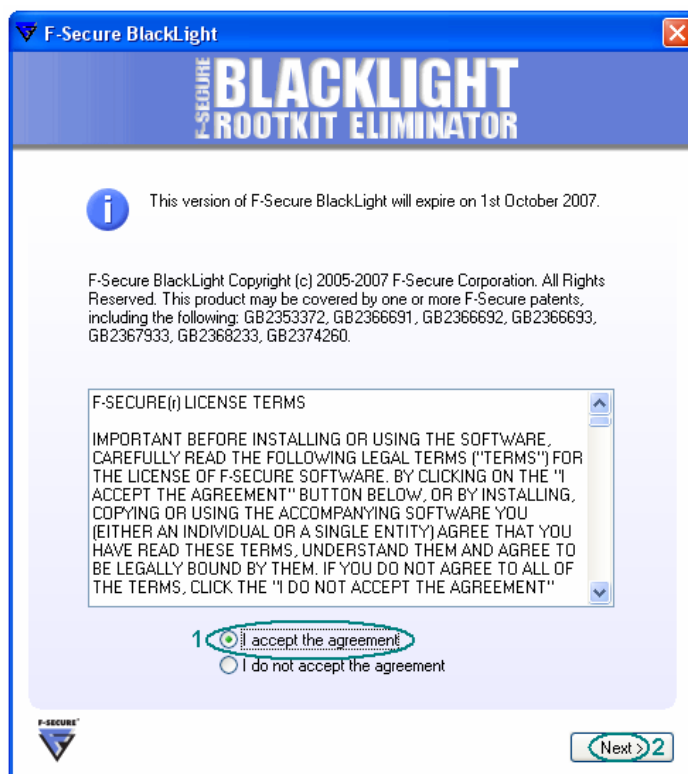 F-Secure BlackLight
F-SECURE
BLACKLIGHT
ROOTKIT ELIMINATOR
This version of F-Secure BlackLight will expire on 1st October 2007.
F-Secure BlackLight Copyright (c) 2005-2007 F-Secure Corporation. All Rights
Reserved. This product may be covered by one or more F-Secure patents,
including the following: GB2353372, GB2366691, GB2366692, GB2366693,
GB2367933, GB2368233, GB2374260.
F-SECURE(r) LICENSE TERMS
IMPORTANT BEFORE INSTALLING OR USING THE SOFTWARE,
CAREFULLY READ THE FOLLOWING LEGAL TERMS ("TERMS") FOR
THE LICENSE OF F-SECURE SOFTWARE. BY CLICKING ON THE "I
ACCEPT THE AGREEMENT" BUTTON BELOW, OR BY INSTALLING,
COPYING OR USING THE ACCOMPANYING SOFTWARE YOU
(EITHER AN INDIVIDUAL OR A SINGLE ENTITY) AGREE THAT YOU
HAVE READ THESE TERMS, UNDERSTAND THEM AND AGREE TO
BE LEGALLY BOUND BY THEM. IF YOU DO NOT AGREE TO ALL OF
THE TERMS, CLICK THE "I DO NOT ACCEPT THE AGREEMENT"
1 I accept the agreement
I do not accept the agreement
F-SECURE
Next > 2